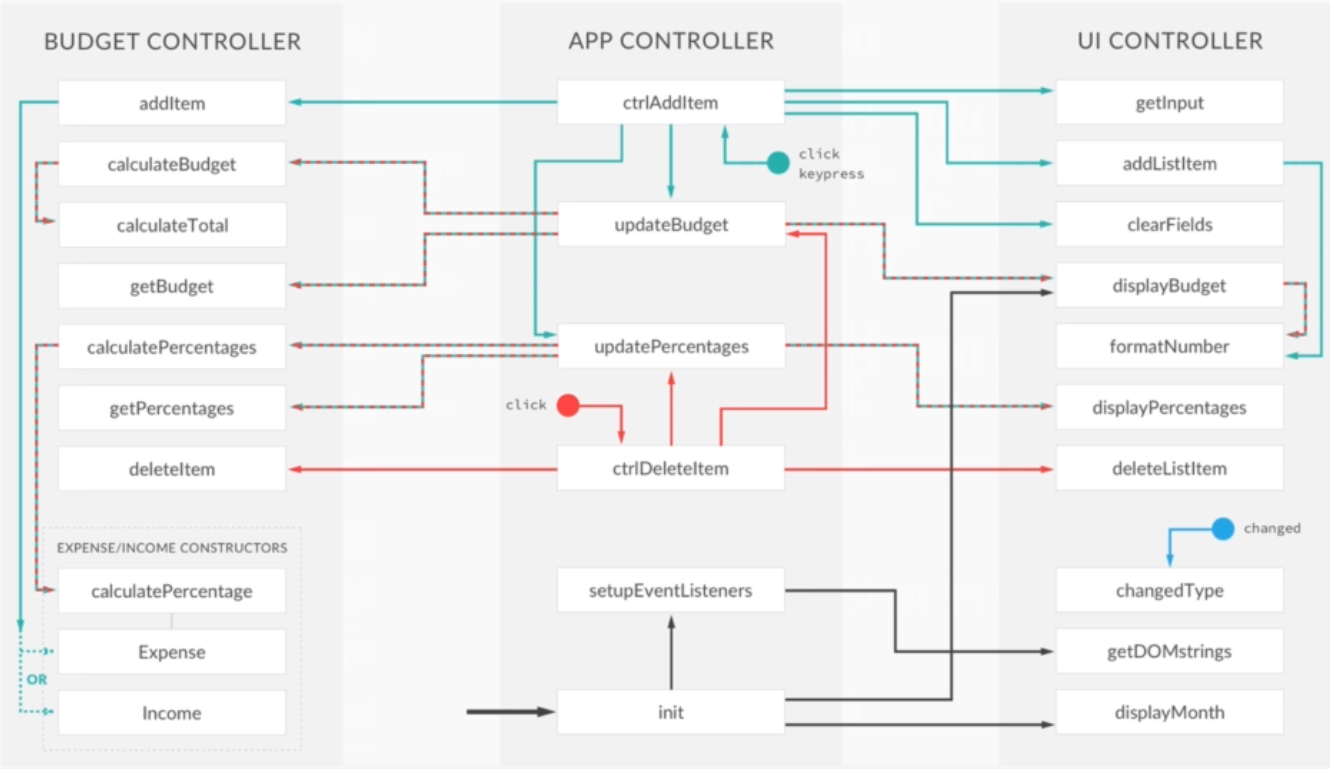 BUDGET CONTROLLER
addItem
calculateBudget
calculateTotal
getBudget
calculatePercentages
getPercentages
deleteItem
EXPENSE/INCOME CONSTRUCTORS
calculatePercentage
Expense
OR
Income
APP CONTROLLER
ctrlAddItem
click
keypress
updateBudget
updatePercentages
click
ctrlDeleteItem
setupEventListeners
init
UI CONTROLLER
getInput
addListItem
clearFields
displayBudget
formatNumber
displayPercentages
deleteListItem
changed
changedType
getDOMstrings
displayMonth